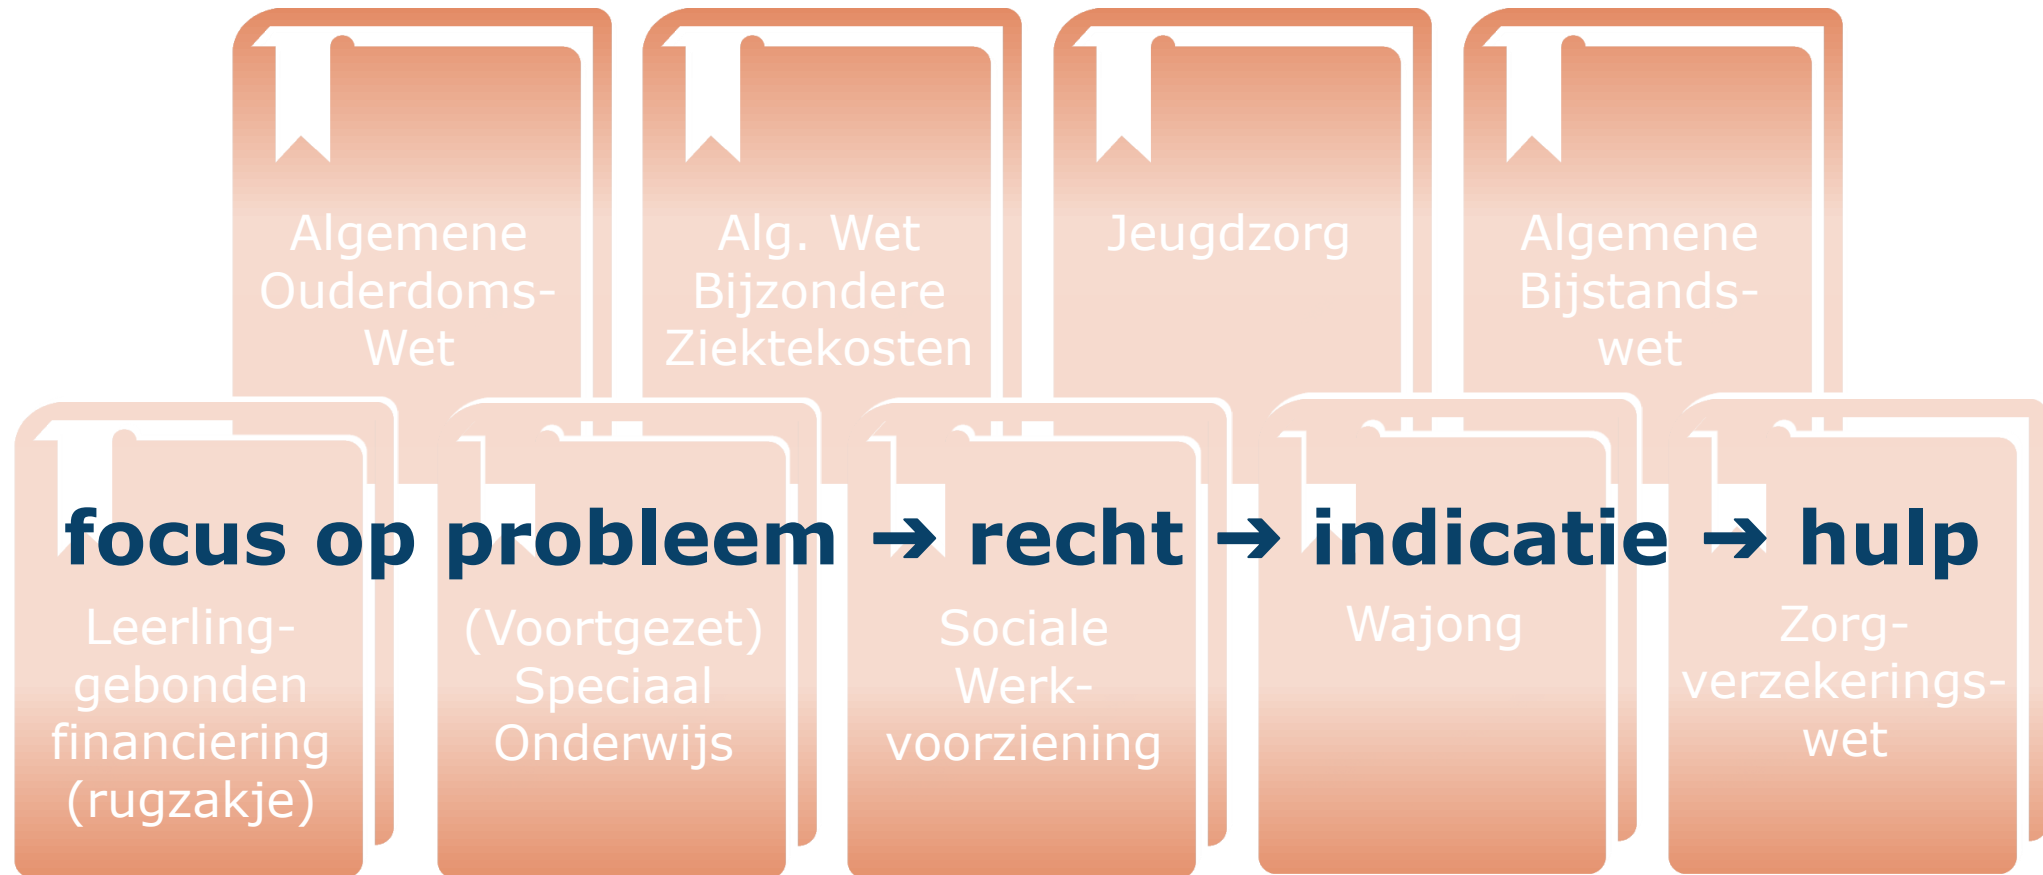 Algemene
Ouderdoms-
Wet
Alg. Wet
Bijzondere
Ziektekosten
Jeugdzorg
Algemene
Bijstands-
wet
focus op probleem ➔ recht ➔ indicatie ➔ hulp
Leerling-
gebonden
financiering
(rugzakje)
(Voortgezet)
Speciaal
Onderwijs
Sociale
Werk-
voorziening
Wajong
Zorg-
verzekerings-
wet